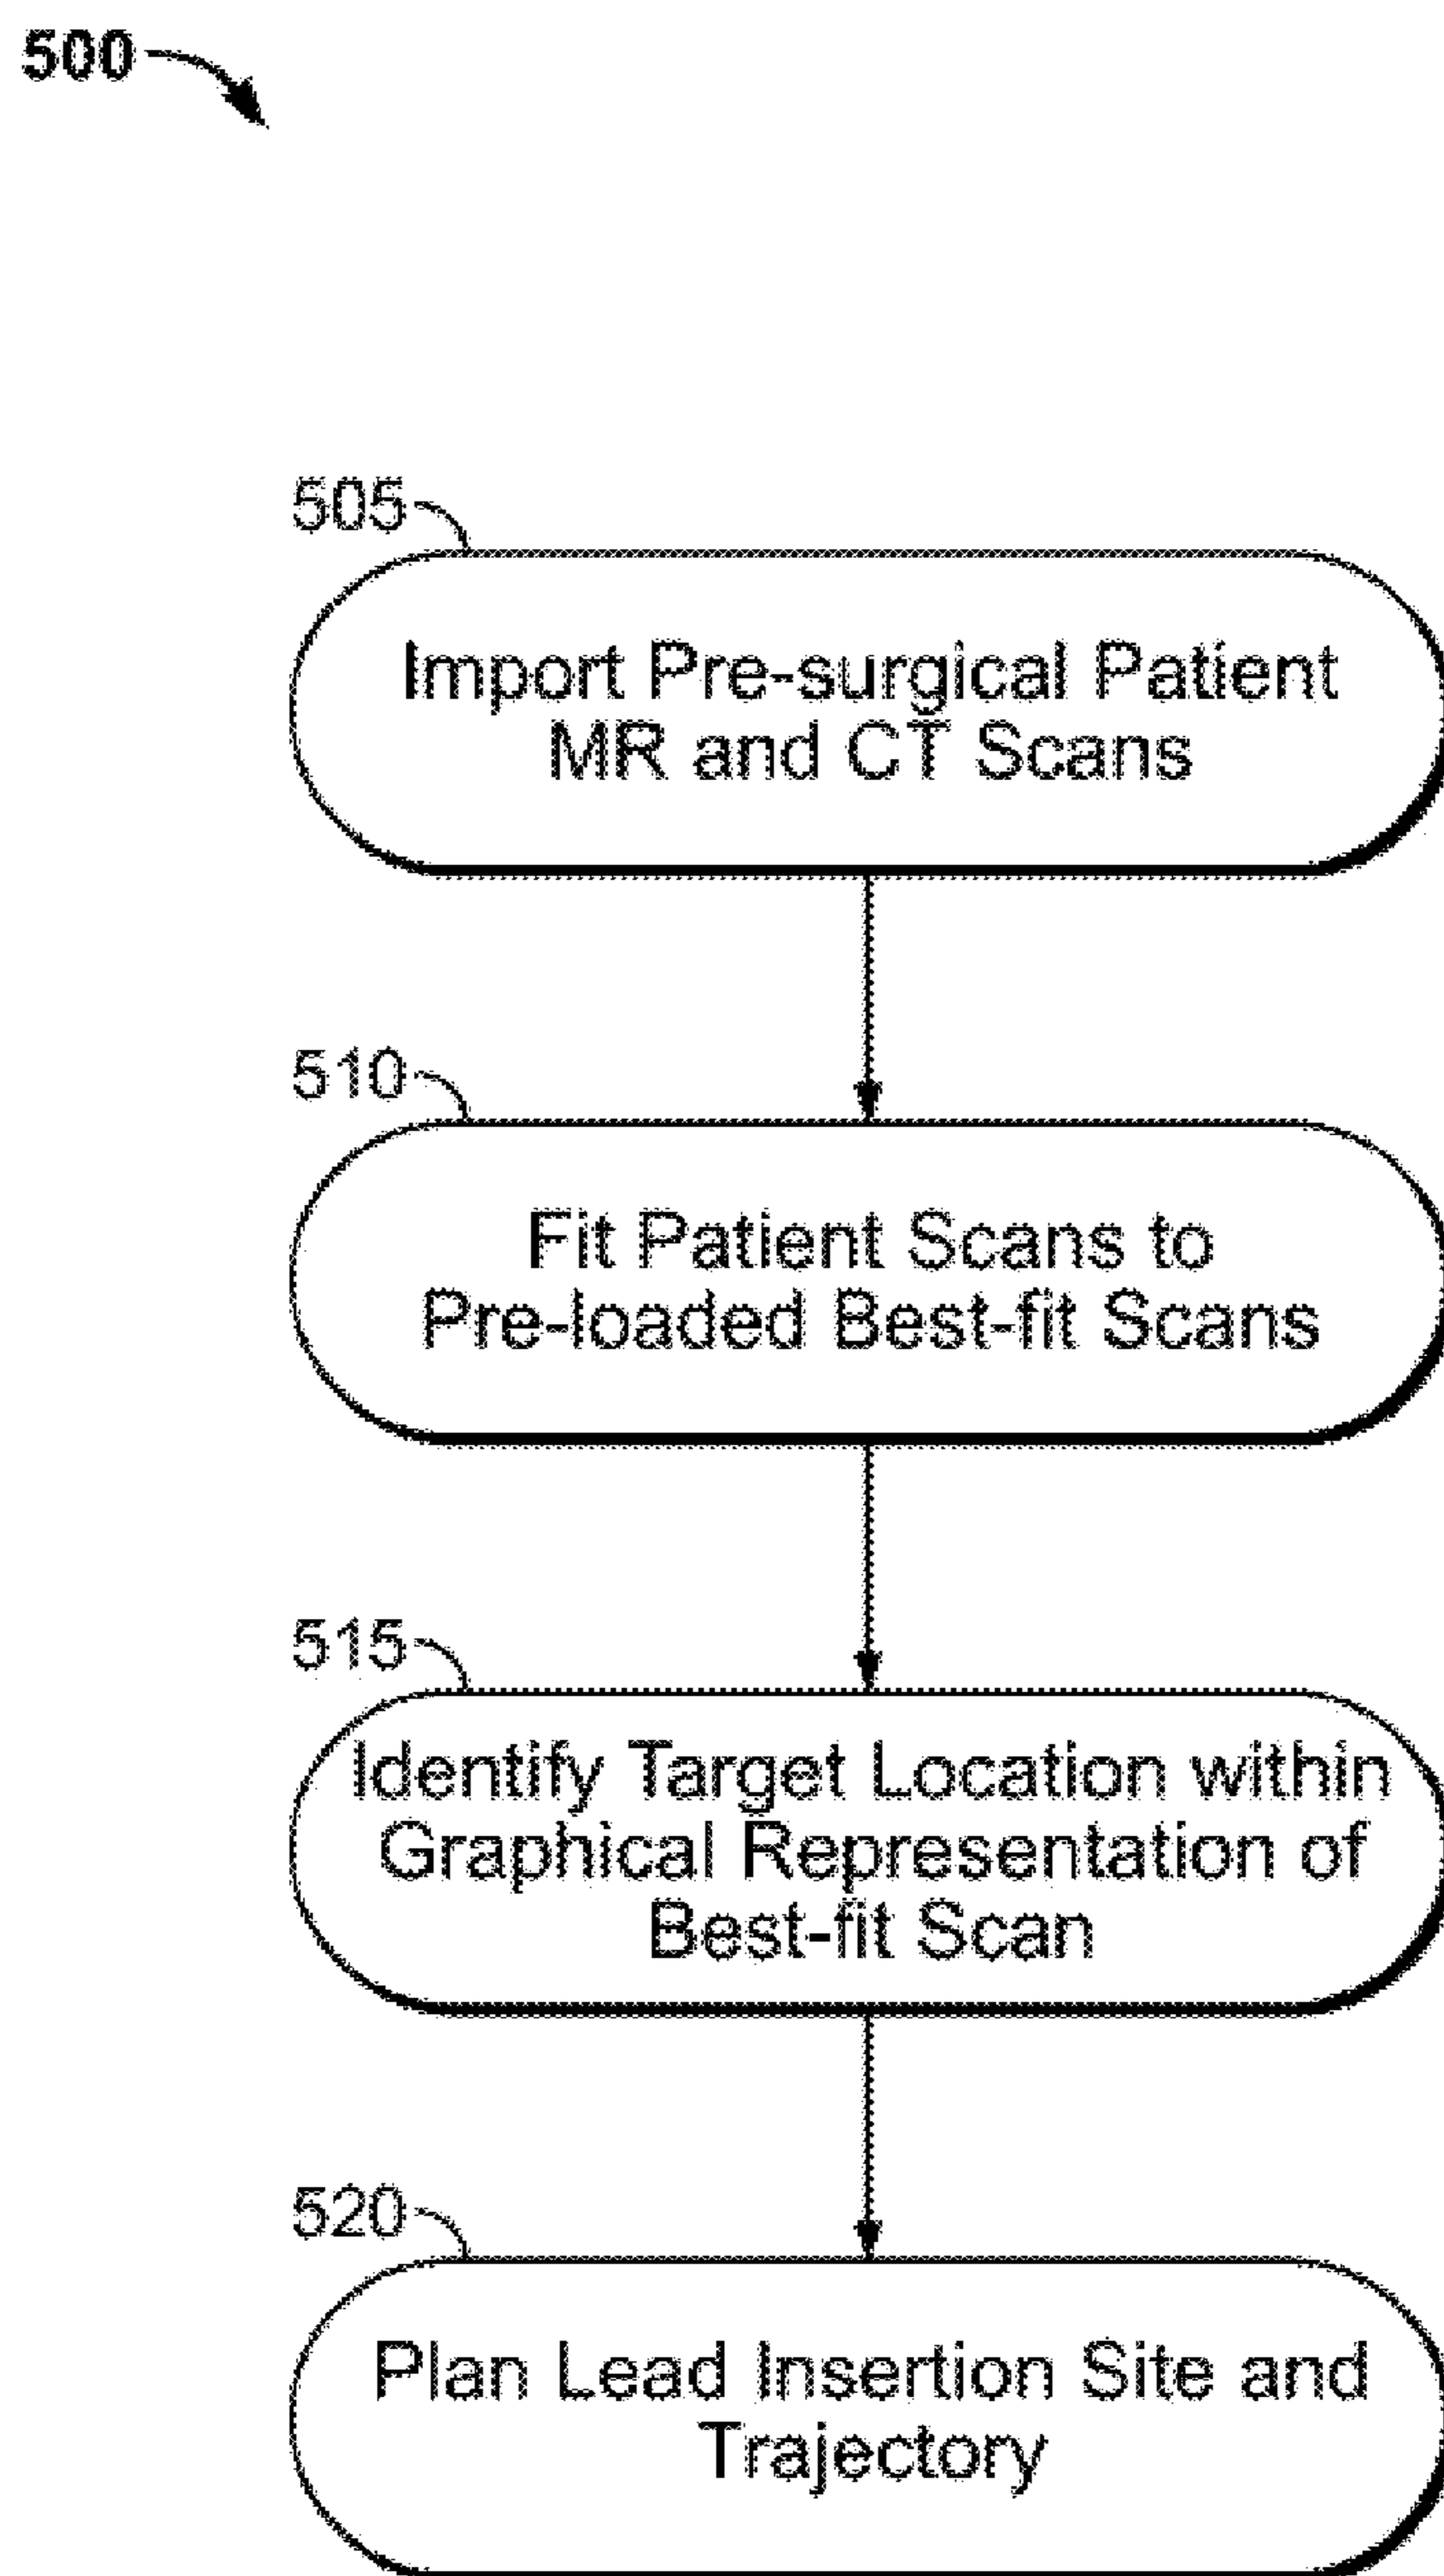 500
505
Import Pre-surgical Patient
MR and CT Scans
510
Fit Patient Scans to
Pre-loaded Best-fit Scans
515
Identify Target Location within
Graphical Representation of
Best-fit Scan
520
Plan Lead Insertion Site and
Trajectory